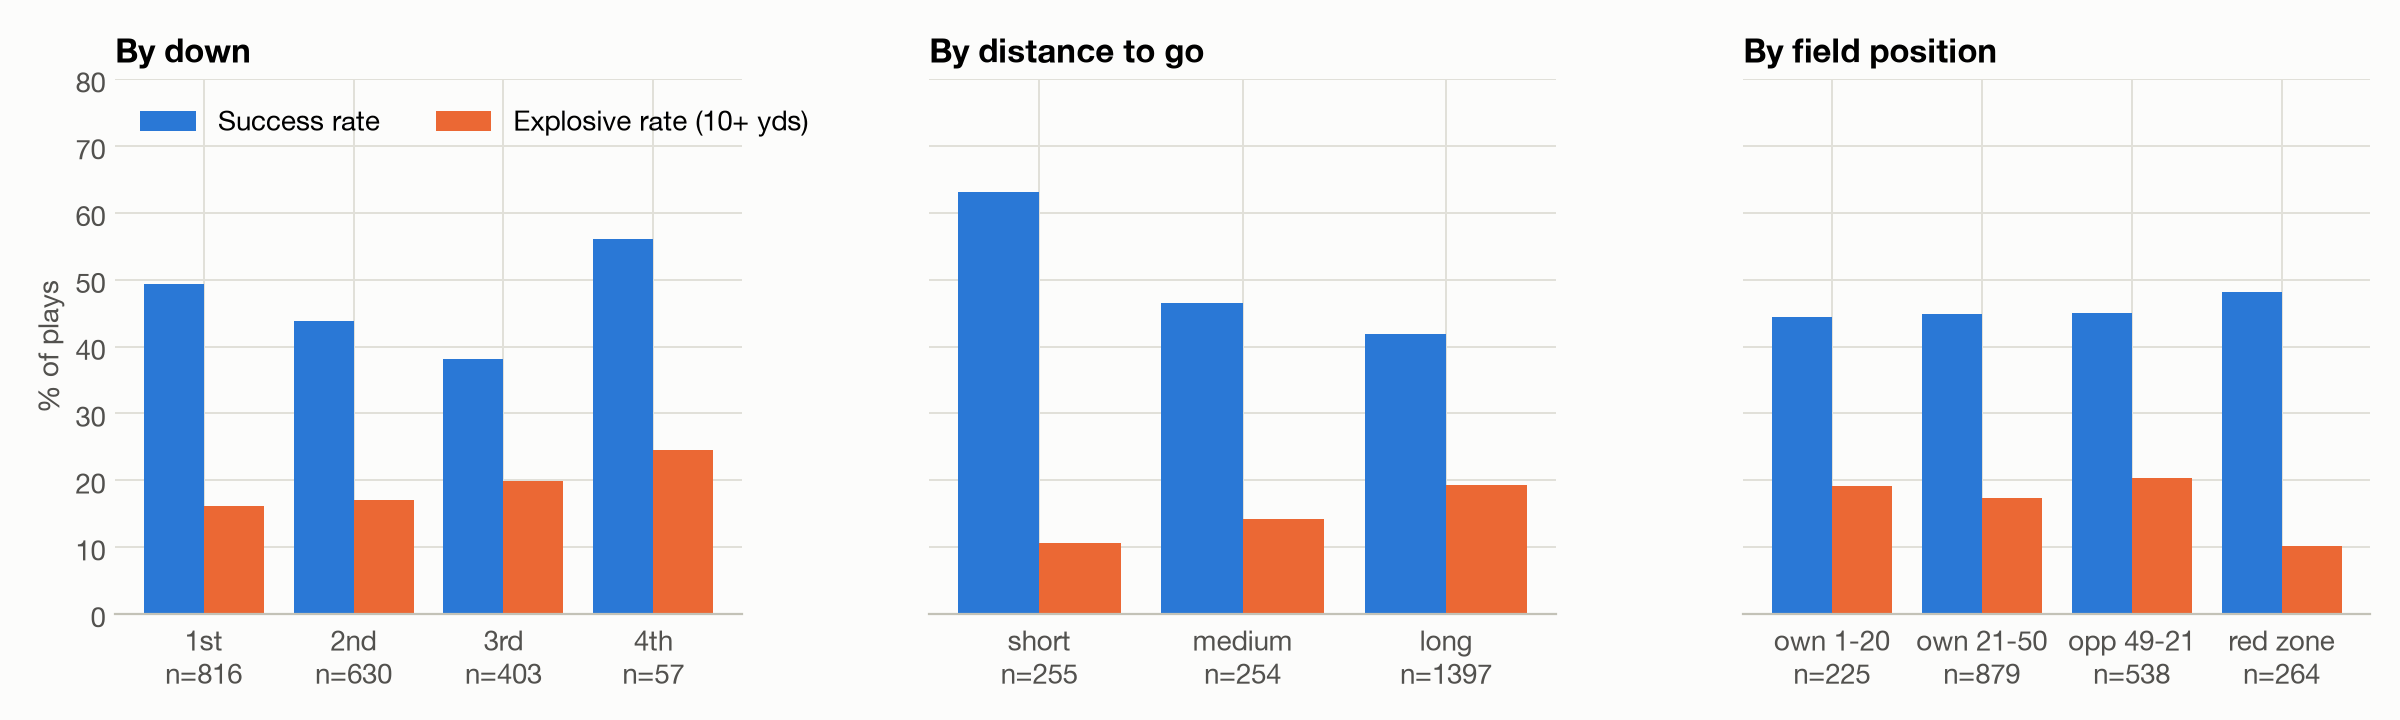 By down
80
Success rate
Explosive rate (10+ yds)
70
60
50
40
30
20
10
0
% of plays
1st
2nd
3rd
4th
n=816
n=630
n=403
n=57
By distance to go
short
medium
long
n=255
n=254
n=1397
By field position
own 1-20
own 21-50
opp 49-21
red zone
n=225
n=879
n=538
n=264